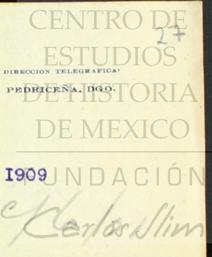 CENTRO DE
27
ESTUDIOS
DIRECCION TELEGRAFICA:
DE HISTORIA
PEDRICEÑA, DGO.
DE MEXICO
1909
FUNDACIÓN
Carlos Slim